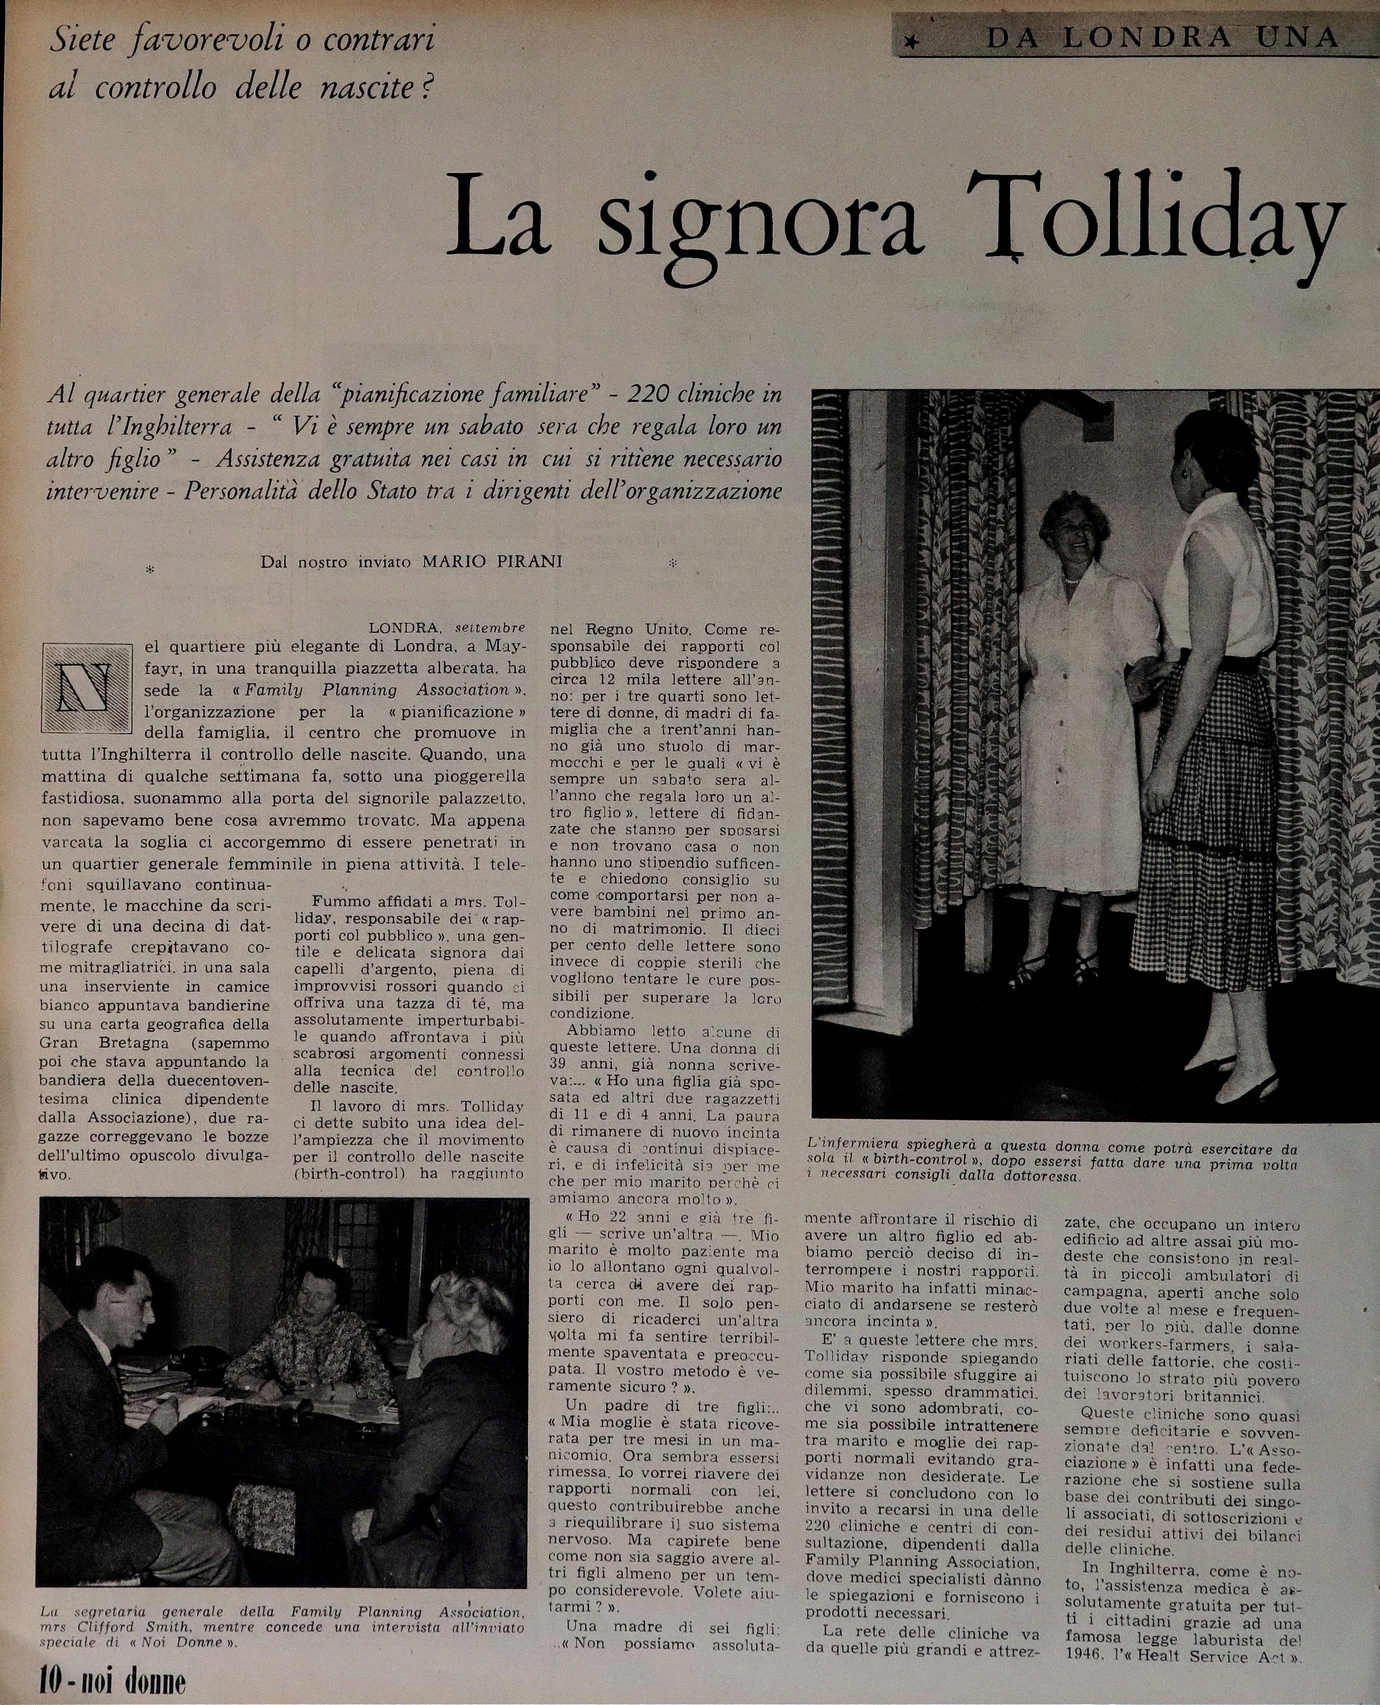 Siete favorevoli o contrari
al controllo delle nascite?
★ DA LONDRA UNA
La signora Tolliday
Al quartier generale della “pianificazione familiare” - 220 cliniche in
tutta l'Inghilterra - “ Vi è sempre un sabato sera che regala loro un
altro figlio ” - Assistenza gratuita nei casi in cui si ritiene necessario
intervenire - Personalità dello Stato tra i dirigenti dell'organizzazione
* Dal nostro inviato MARIO PIRANI *
LONDRA, settembre
Nel quartiere più elegante di Londra, a May-
fayr, in una tranquilla piazzetta alberata, ha
sede la « Family Planning Association »,
l'organizzazione per la « pianificazione »
della famiglia, il centro che promuove in
tutta l'Inghilterra il controllo delle nascite. Quando, una
mattina di qualche settimana fa, sotto una pioggerella
fastidiosa, suonammo alla porta del signorile palazzetto,
non sapevamo bene cosa avremmo trovato. Ma appena
varcata la soglia ci accorgemmo di essere penetrati in
un quartier generale femminile in piena attività. I tele-
foni squillavano continua-
mente, le macchine da scri-
vere di una decina di dat-
tilografe crepitavano co-
me mitragliatrici, in una sala
una inserviente in camice
bianco appuntava bandierine
su una carta geografica della
Gran Bretagna (sapemmo
poi che stava appuntando la
bandiera della duecentoven-
tesima clinica dipendente
dalla Associazione), due ra-
gazze correggevano le bozze
dell'ultimo opuscolo divulga-
tivo.
Fummo affidati a mrs. Tol-
liday, responsabile dei « rap-
porti col pubblico », una gen-
tile e delicata signora dai
capelli d'argento, piena di
improvvisi rossori quando ci
offriva una tazza di té, ma
assolutamente imperturbabi-
le quando affrontava i più
scabrosi argomenti connessi
alla tecnica del controllo
delle nascite.
Il lavoro di mrs. Tolliday
ci dette subito una idea del-
l'ampiezza che il movimento
per il controllo delle nascite
(birth-control) ha raggiunto
nel Regno Unito. Come re-
sponsabile dei rapporti col
pubblico deve rispondere a
circa 12 mila lettere all'an-
no: per i tre quarti sono let-
tere di donne, di madri di fa-
miglia che a trent'anni han-
no già uno stuolo di mar-
mocchi e per le quali « vi è
sempre un sabato sera al-
l'anno che regala loro un al-
tro figlio », lettere di fidan-
zate che stanno per sposarsi
e non trovano casa o non
hanno uno stipendio sufficen-
te e chiedono consiglio su
come comportarsi per non a-
vere bambini nel primo an-
no di matrimonio. Il dieci
per cento delle lettere sono
invece di coppie sterili che
vogliono tentare le cure pos-
sibili per superare la loro
condizione.
Abbiamo letto alcune di
queste lettere. Una donna di
39 anni, già nonna scrive-
va:... « Ho una figlia già spo-
sata ed altri due ragazzetti
di 11 e di 4 anni. La paura
di rimanere di nuovo incinta
è causa di continui dispiace-
ri, e di infelicità sia per me
che per mio marito perchè ci
amiamo ancora molto ».
« Ho 22 anni e già tre fi-
gli — scrive un'altra —. Mio
marito è molto paziente ma
io lo allontano ogni qualvol-
ta cerca di avere dei rap-
porti con me. Il solo pen-
siero di ricaderci un'altra
volta mi fa sentire terribil-
mente spaventata e preoccu-
pata. Il vostro metodo è ve-
ramente sicuro ? ».
Un padre di tre figli:..
« Mia moglie è stata ricove-
rata per tre mesi in un ma-
nicomio. Ora sembra essersi
rimessa. Io vorrei riavere dei
rapporti normali con lei,
questo contribuirebbe anche
a riequilibrare il suo sistema
nervoso. Ma capirete bene
come non sia saggio avere al-
tri figli almeno per un tem-
po considerevole. Volete aiu-
tarmi ? ».
Una madre di sei figli:
..« Non possiamo assoluta-
L'infermiera spiegherà a questa donna come potrà esercitare da
sola il « birth-control », dopo essersi fatta dare una prima volta
i necessari consigli dalla dottoressa.
mente affrontare il rischio di
avere un altro figlio ed ab-
biamo perciò deciso di in-
terrompere i nostri rapporti.
Mio marito ha infatti minac-
ciato di andarsene se resterò
ancora incinta ».
E' a queste lettere che mrs.
Tolliday risponde spiegando
come sia possibile sfuggire ai
dilemmi, spesso drammatici,
che vi sono adombrati, co-
me sia possibile intrattenere
tra marito e moglie dei rap-
porti normali evitando gra-
vidanze non desiderate. Le
lettere si concludono con lo
invito a recarsi in una delle
220 cliniche e centri di con-
sultazione, dipendenti dalla
Family Planning Association,
dove medici specialisti dànno
le spiegazioni e forniscono i
prodotti necessari.
La rete delle cliniche va
da quelle più grandi e attrez-
zate, che occupano un intero
edificio ad altre assai più mo-
deste che consistono in real-
tà in piccoli ambulatori di
campagna, aperti anche solo
due volte al mese e frequen-
tati, per lo più, dalle donne
dei workers-farmers, i sala-
riati delle fattorie, che costi-
tuiscono lo strato più povero
dei lavoratori britannici.
Queste cliniche sono quasi
sempre deficitarie e sovven-
zionate dal centro. L'« Asso-
ciazione » è infatti una fede-
razione che si sostiene sulla
base dei contributi dei singo-
li associati, di sottoscrizioni e
dei residui attivi dei bilanci
delle cliniche.
In Inghilterra, come è no-
to, l'assistenza medica è as-
solutamente gratuita per tut-
ti i cittadini grazie ad una
famosa legge laburista del
1946, l'« Healt Service Act ».
La segretaria generale della Family Planning Association,
mrs Clifford Smith, mentre concede una intervista all'inviato
speciale di « Noi Donne ».
10 - noi donne